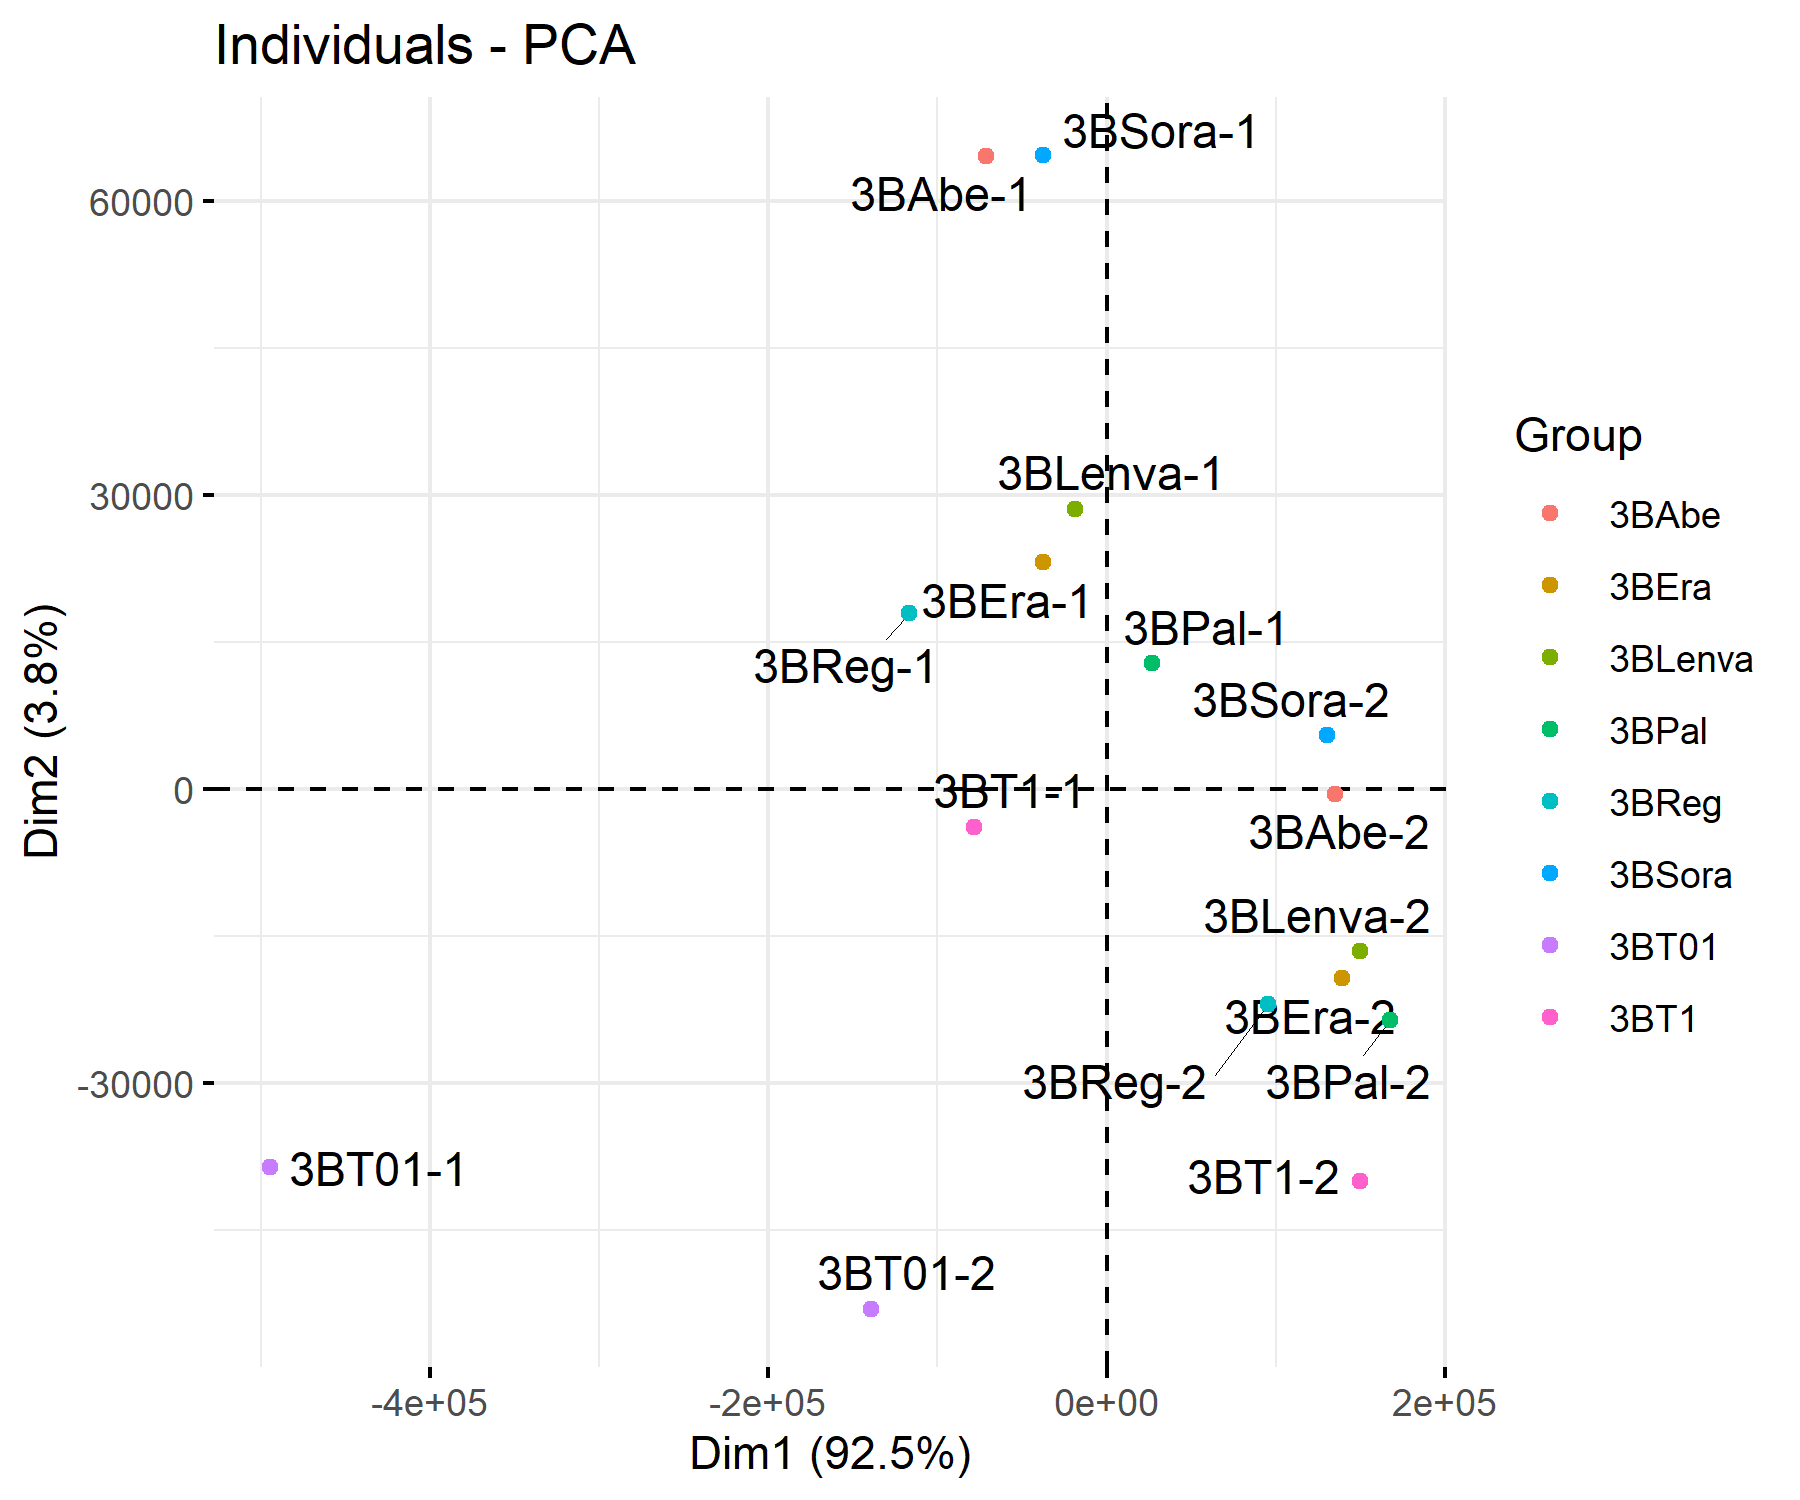 Individuals - PCA
3BSora-1
3BAbe-1
3BLenva-1
3BEra-1
3BReg-1
3BPal-1
3BSora-2
3BT1-1
3BAbe-2
3BLenva-2
3BEra-2
3BReg-2
3BPal-2
3BT01-1
3BT1-2
3BT01-2
60000
30000
0
-30000
Dim2 (3.8%)
-4e+05
-2e+05
0e+00
2e+05
Dim1 (92.5%)
Group
3BAbe
3BEra
3BLenva
3BPal
3BReg
3BSora
3BT01
3BT1